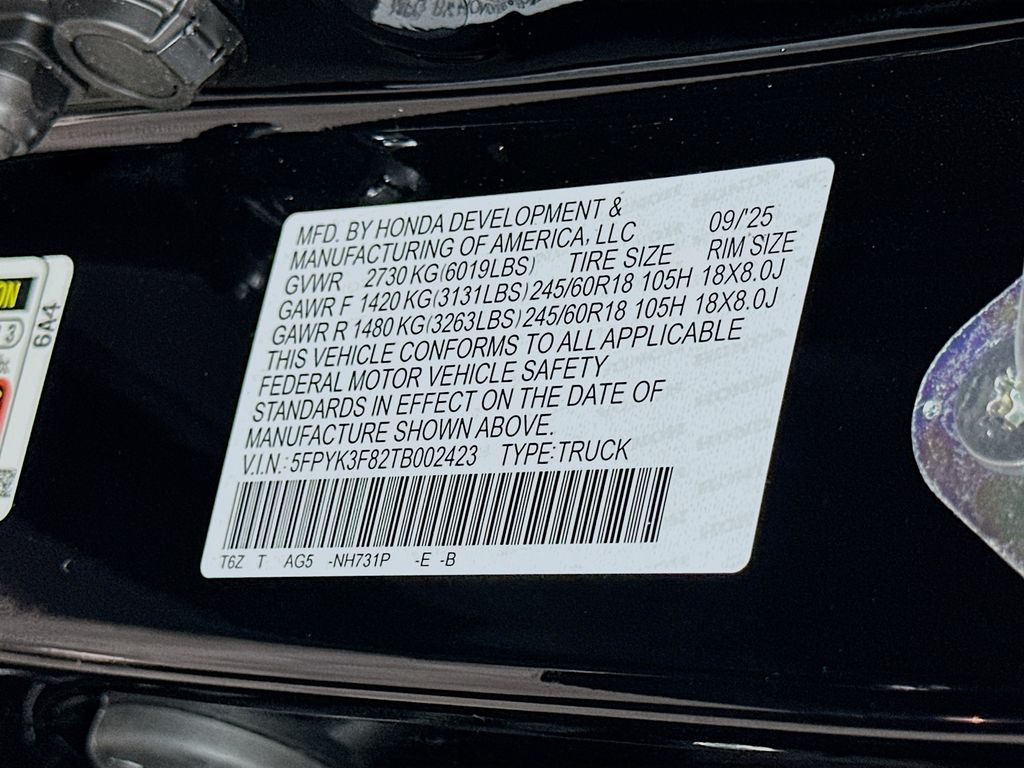 MFD. BY HONDA DEVELOPMENT &
MANUFACTURING OF AMERICA, LLC 09/'25
GVWR 2730 KG(6019LBS) TIRE SIZE RIM SIZE
GAWR F 1420 KG(3131LBS) 245/60R18 105H 18X8.0J
GAWR R 1480 KG(3263LBS) 245/60R18 105H 18X8.0J
THIS VEHICLE CONFORMS TO ALL APPLICABLE
FEDERAL MOTOR VEHICLE SAFETY
STANDARDS IN EFFECT ON THE DATE OF
MANUFACTURE SHOWN ABOVE.
V.I.N.: 5FPYK3F82TB002423 TYPE:TRUCK
T6Z T AG5 -NH731P -E -B
6A4